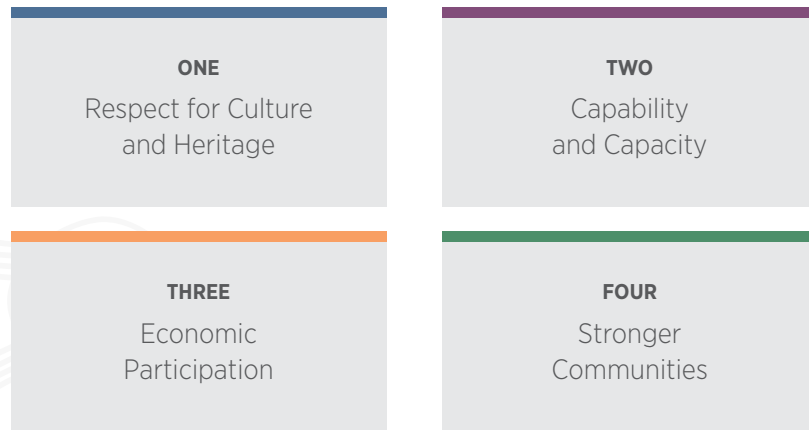 ONE
Respect for Culture
and Heritage
TWO
Capability
and Capacity
THREE
Economic
Participation
FOUR
Stronger
Communities